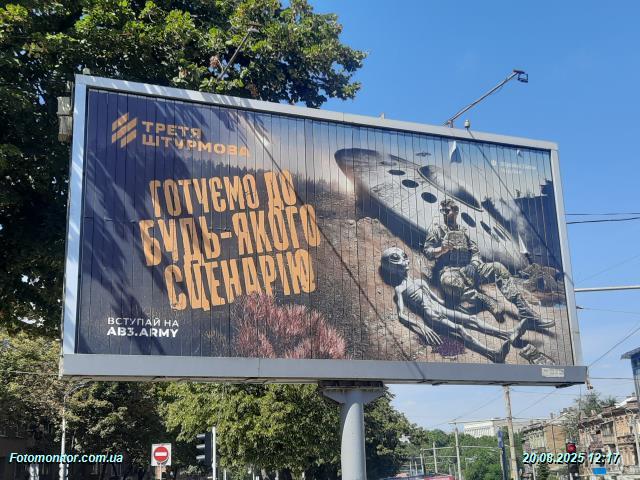 ТРЕТЯ
ШТУРМОВА
ГОТУЄМО ДО
БУДЬ-ЯКОГО
СЦЕНАРІЮ
ВСТУПАЙ НА
AB3.ARMY
Fotomonitor.com.ua
20.08.2025 12:17